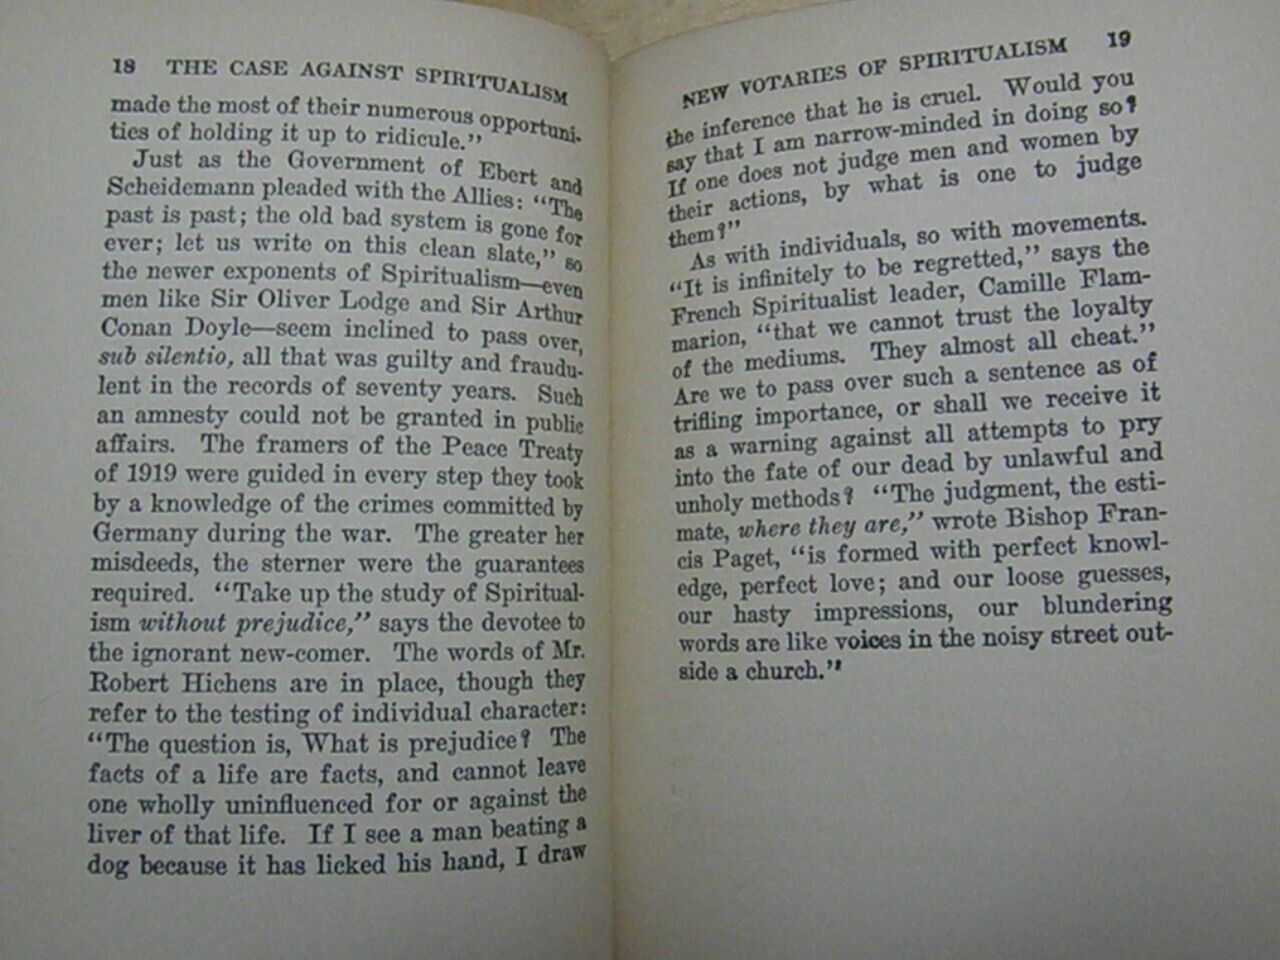 18 THE CASE AGAINST SPIRITUALISM
made the most of their numerous opportuni-
ties of holding it up to ridicule."
Just as the Government of Ebert and
Scheidemann pleaded with the Allies: "The
past is past; the old bad system is gone for
ever; let us write on this clean slate," so
the newer exponents of Spiritualism—even
men like Sir Oliver Lodge and Sir Arthur
Conan Doyle—seem inclined to pass over,
sub silentio, all that was guilty and fraudu-
lent in the records of seventy years. Such
an amnesty could not be granted in public
affairs. The framers of the Peace Treaty
of 1919 were guided in every step they took
by a knowledge of the crimes committed by
Germany during the war. The greater her
misdeeds, the sterner were the guarantees
required. "Take up the study of Spiritual-
ism without prejudice," says the devotee to
the ignorant new-comer. The words of Mr.
Robert Hichens are in place, though they
refer to the testing of individual character:
"The question is, What is prejudice? The
facts of a life are facts, and cannot leave
one wholly uninfluenced for or against the
liver of that life. If I see a man beating a
dog because it has licked his hand, I draw
NEW VOTARIES OF SPIRITUALISM 19
the inference that he is cruel. Would you
say that I am narrow-minded in doing so?
If one does not judge men and women by
their actions, by what is one to judge
them?"
As with individuals, so with movements.
"It is infinitely to be regretted," says the
French Spiritualist leader, Camille Flam-
marion, "that we cannot trust the loyalty
of the mediums. They almost all cheat."
Are we to pass over such a sentence as of
trifling importance, or shall we receive it
as a warning against all attempts to pry
into the fate of our dead by unlawful and
unholy methods? "The judgment, the esti-
mate, where they are," wrote Bishop Fran-
cis Paget, "is formed with perfect knowl-
edge, perfect love; and our loose guesses,
our hasty impressions, our blundering
words are like voices in the noisy street out-
side a church."